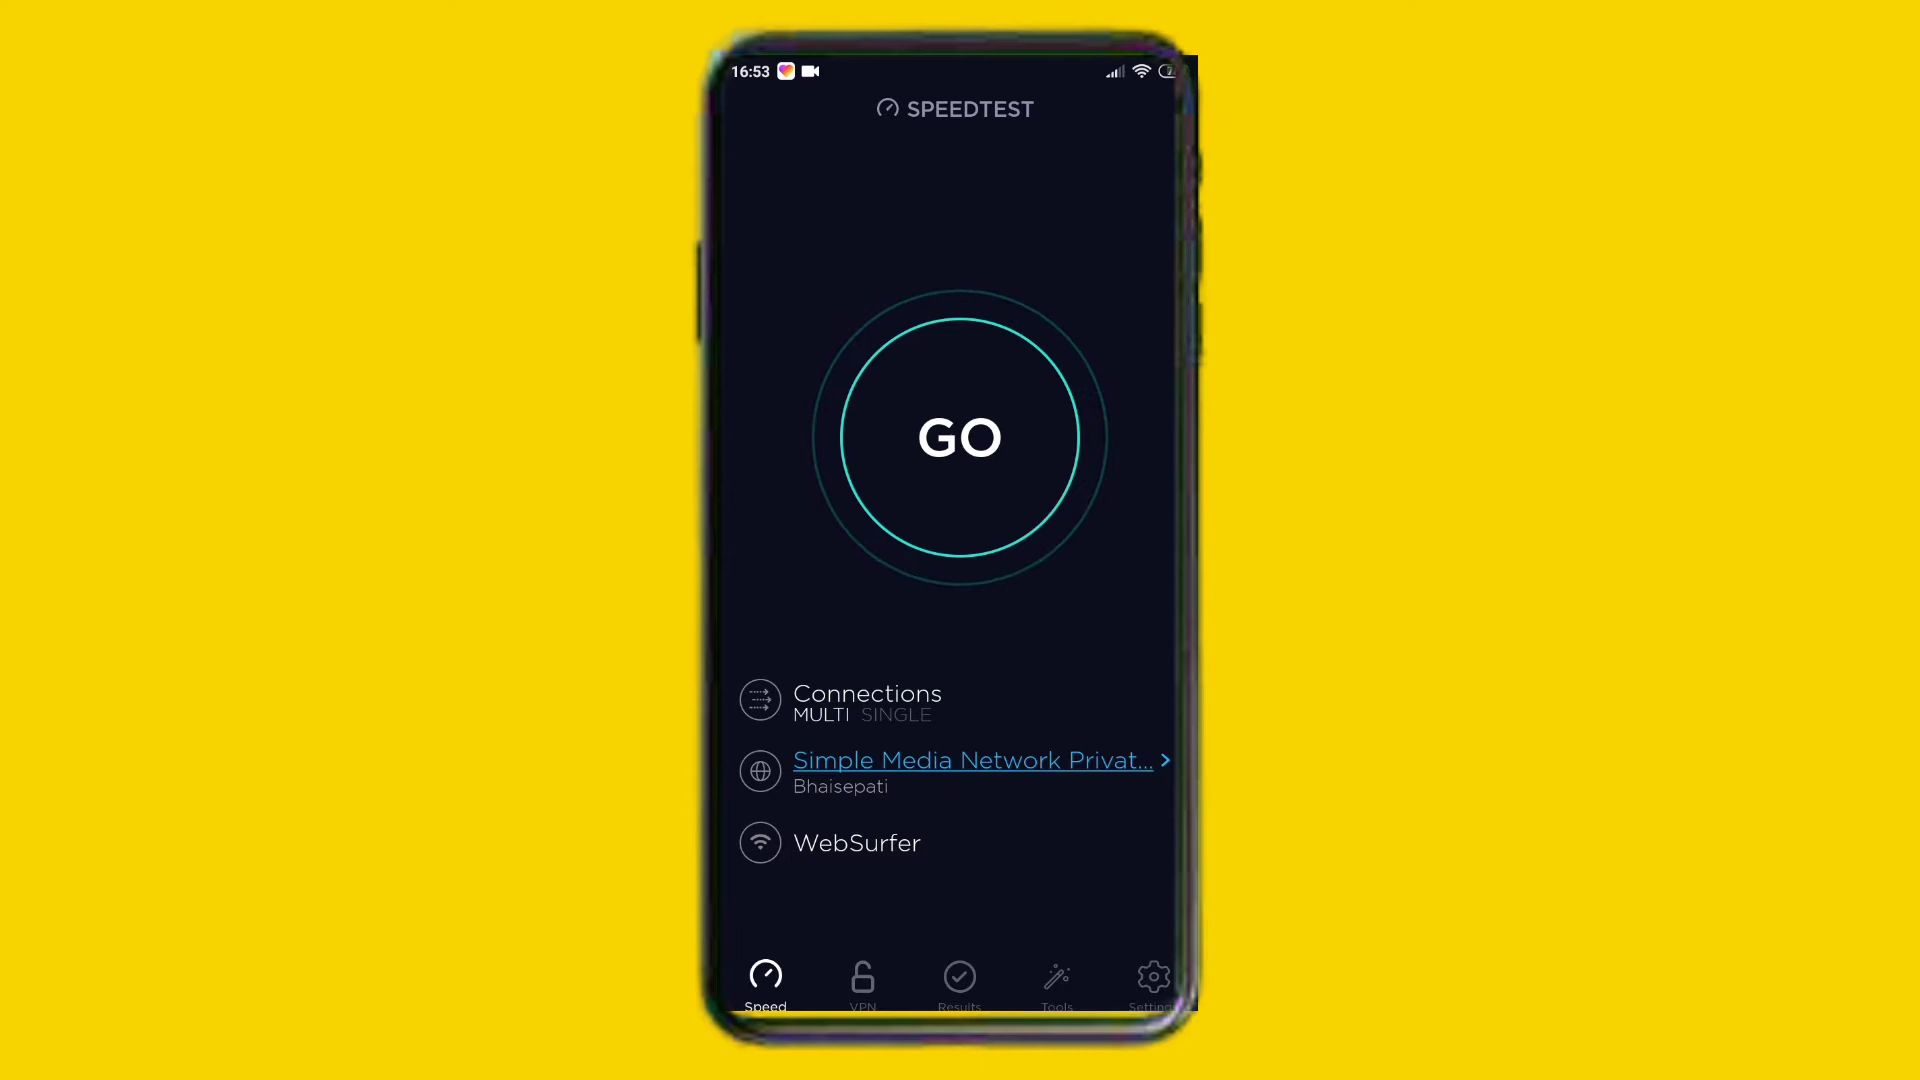 16:53
SPEEDTEST
GO
Connections
MULTI SINGLE
Simple Media Network Privat...
Bhaisepati
WebSurfer
Speed VPN Results Tools Settings